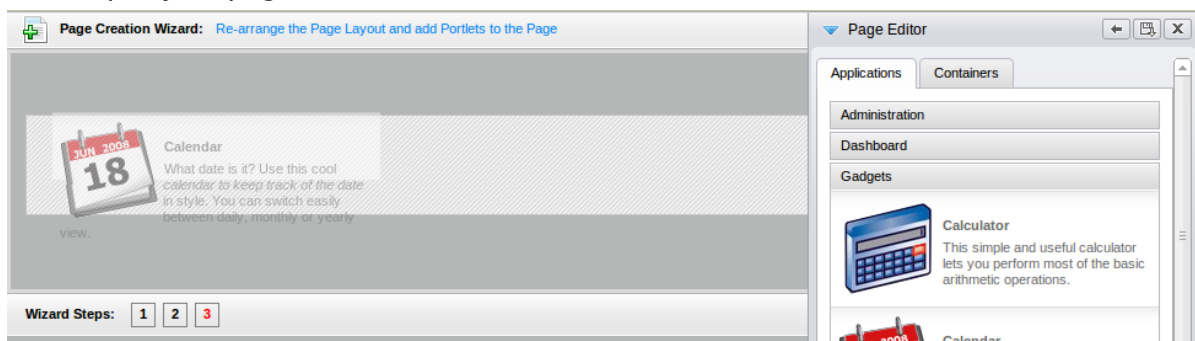 Page Creation Wizard: Re-arrange the Page Layout and add Portlets to the Page
JUN 2008
18
Calendar
What date is it? Use this cool
calendar to keep track of the date
in style. You can switch easily
between daily, monthly or yearly
view.
Wizard Steps: 1 2 3
Page Editor
Applications Containers
Administration
Dashboard
Gadgets
Calculator
This simple and useful calculator
lets you perform most of the basic
arithmetic operations.
2008
Calendar